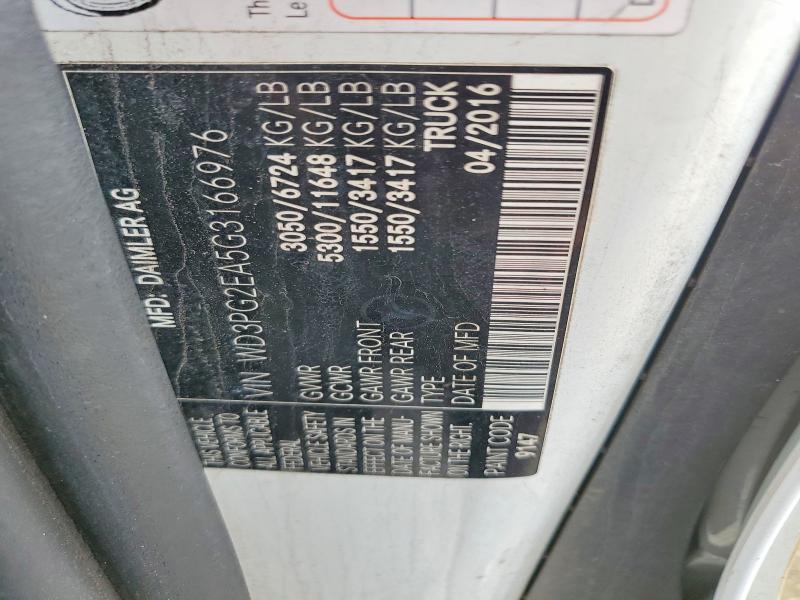 Th
Le
MFD: DAIMLER AG
VIN WD3PG2EA5G3166976
GVWR 3050/6724 KG/LB
GCWR 5300/11648 KG/LB
GAWR FRONT 1550/3417 KG/LB
GAWR REAR 1550/3417 KG/LB
TYPE TRUCK
DATE OF MFD 04/2016
THIS VEHICLE
CONFORMS TO
ALL APPLICABLE
FEDERAL
VEHICLE SAFETY
STANDARDS IN
EFFECT ON THE
DATE OF MANU-
FACTURE SHOWN
ON THE RIGHT.
PAINT CODE
9147